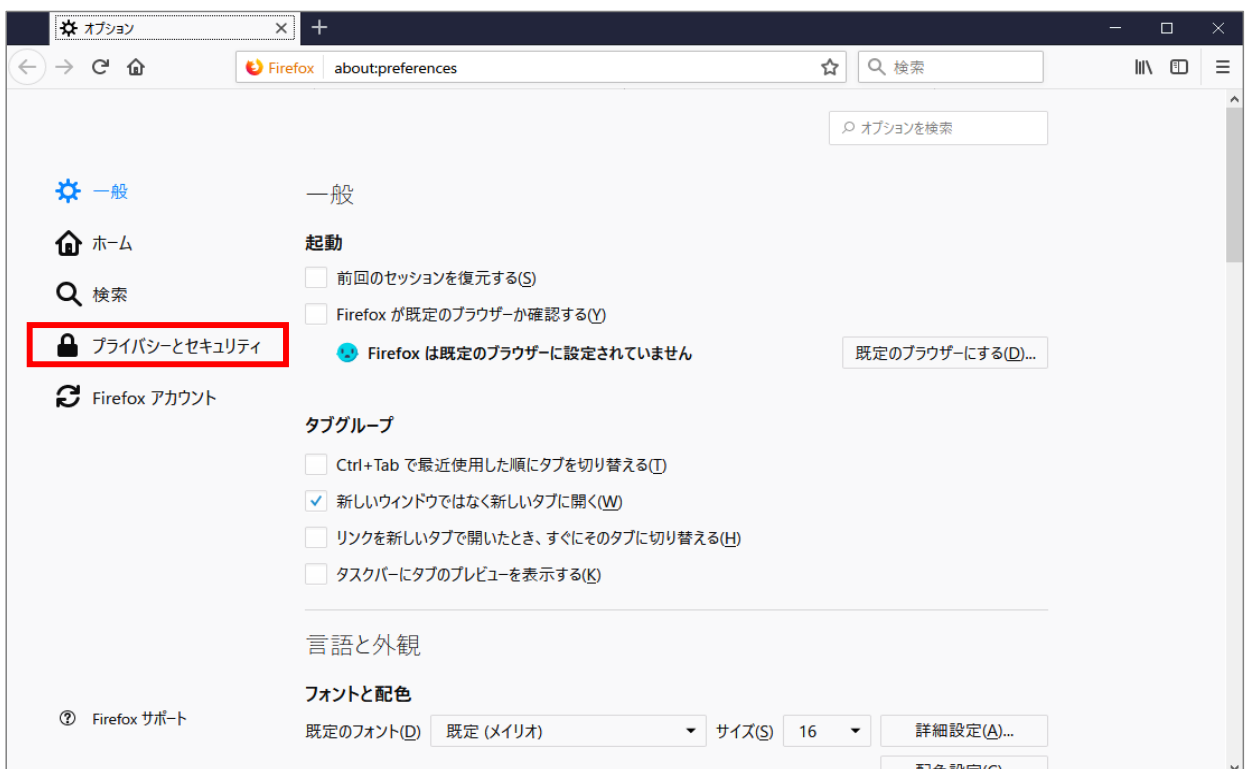 オプション
Firefox about:preferences 検索
オプションを検索
一般
ホーム
検索
プライバシーとセキュリティ
Firefox アカウント
Firefox サポート
一般
起動
前回のセッションを復元する(S)
Firefox が既定のブラウザーか確認する(Y)
Firefox は既定のブラウザーに設定されていません 既定のブラウザーにする(D)...
タブグループ
Ctrl+Tab で最近使用した順にタブを切り替える(T)
新しいウィンドウではなく新しいタブに開く(W)
リンクを新しいタブで開いたとき、すぐにそのタブに切り替える(H)
タスクバーにタブのプレビューを表示する(K)
言語と外観
フォントと配色
既定のフォント(D) 既定 (メイリオ) サイズ(S) 16 詳細設定(A)...